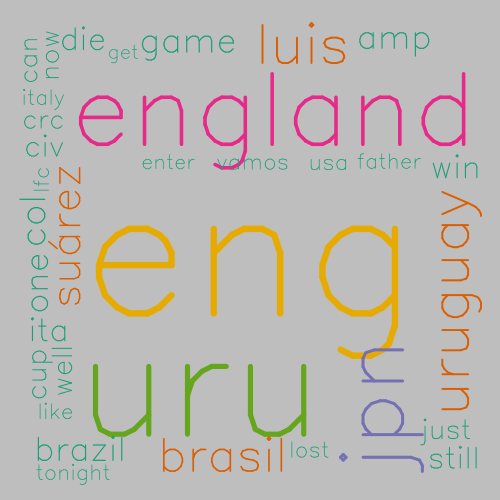 can
now
die
get
game
luis
amp
italy
crc
civ
england
enter
vamos
usa
father
win
lfc
col
suárez
one
eng
uruguay
ita
cup
well
uru
jpn
like
just
brazil
tonight
brasil
lost
still